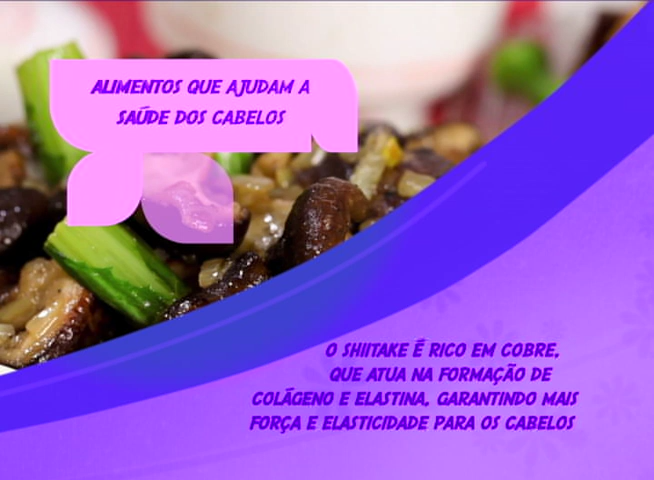 ALIMENTOS QUE AJUDAM A
SAÚDE DOS CABELOS
O SHIITAKE É RICO EM COBRE,
QUE ATUA NA FORMAÇÃO DE
COLÁGENO E ELASTINA, GARANTINDO MAIS
FORÇA E ELASTICIDADE PARA OS CABELOS